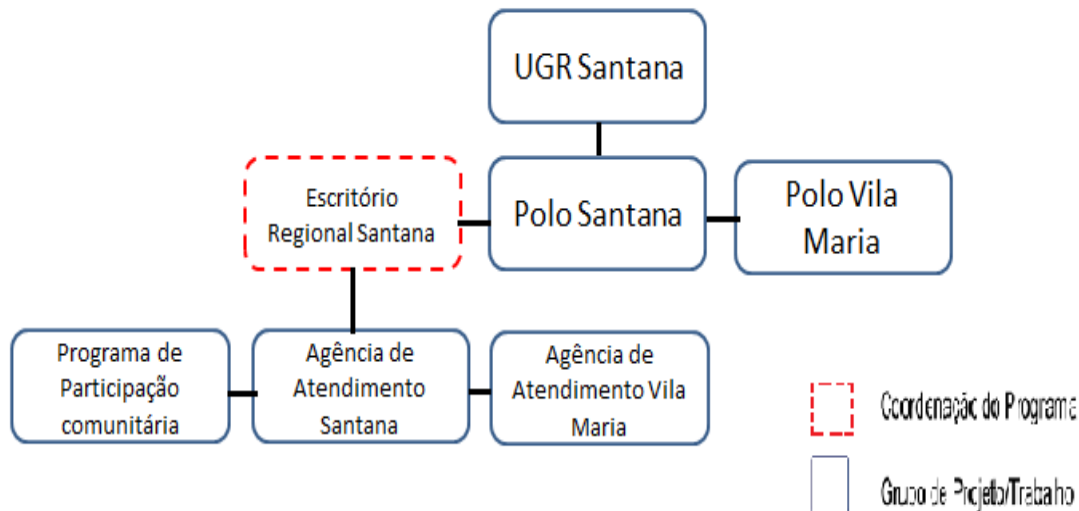 UGR Santana
Escritório
Regional Santana
Polo Santana
Polo Vila
Maria
Programa de
Participação
comunitária
Agência de
Atendimento
Santana
Agência de
Atendimento Vila
Maria
Coordenação do Programa
Grupo de Projeto/Trabalho